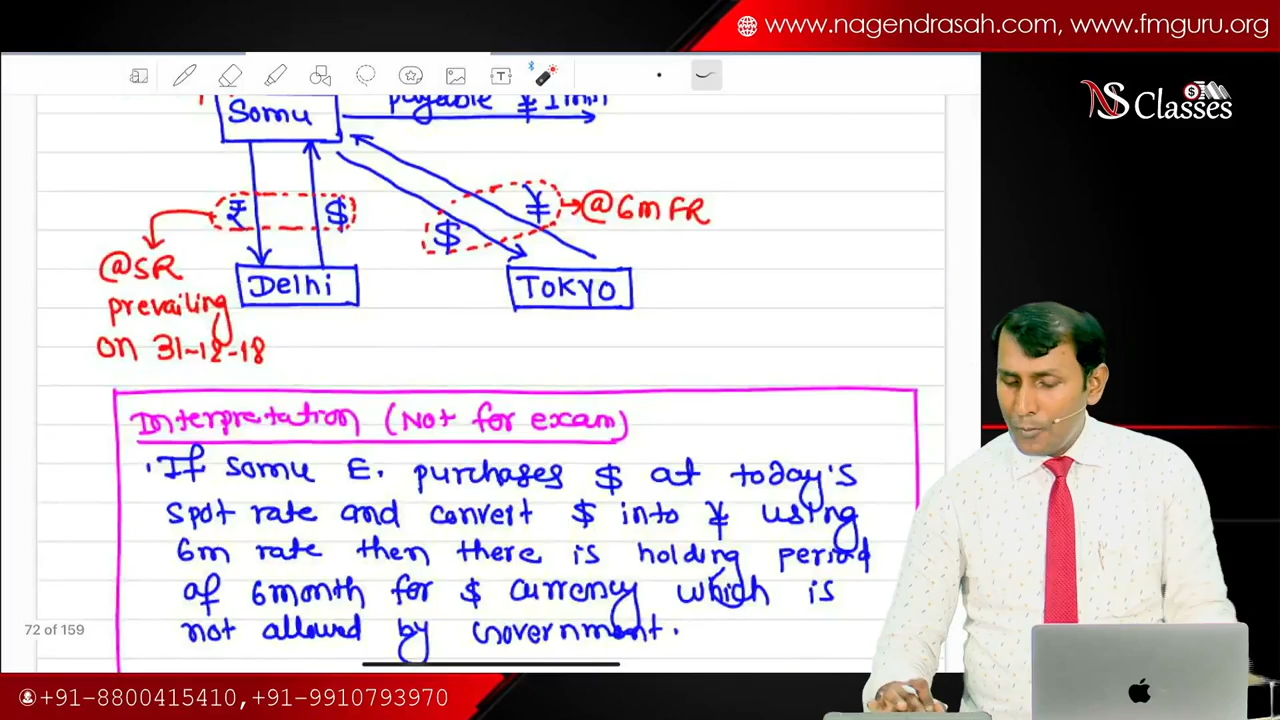 www.nagendrasah.com, www.fmguru.org
NS Classes
Somu
payable ¥ 1mn
₹
$
¥
$
@6m FR
@SR
prevailing
on 31-12-18
Delhi
TOKYO
Interpretation (Not for exam)
· If Somu E. purchases $ at today's
spot rate and convert $ into ¥ using
6m rate then there is holding period
of 6month for $ currency which is
not allowed by Government.
72 of 159
+91-8800415410,+91-9910793970